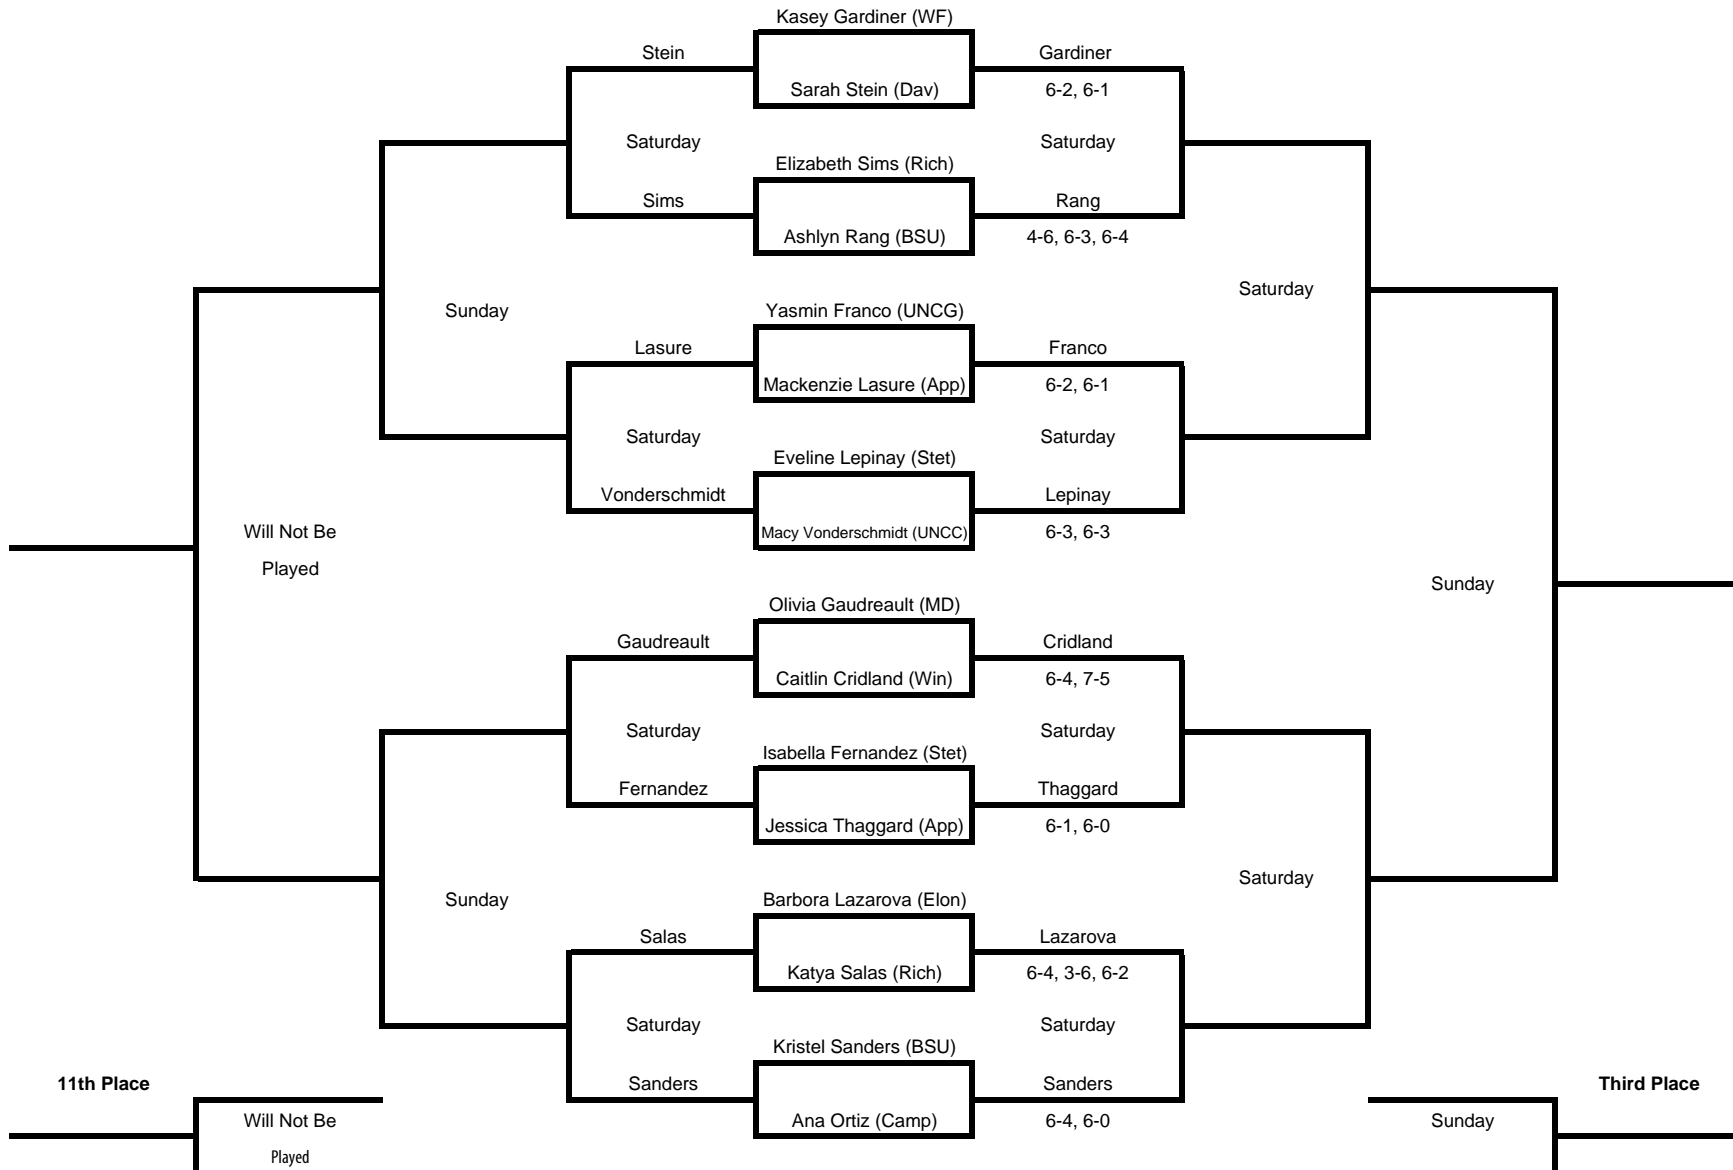 Kasey Gardiner (WF)
Stein
Gardiner
Sarah Stein (Dav)
6-2, 6-1
Saturday
Saturday
Elizabeth Sims (Rich)
Sims
Rang
Ashlyn Rang (BSU)
4-6, 6-3, 6-4
Saturday
Sunday
Yasmin Franco (UNCG)
Lasure
Franco
Mackenzie Lasure (App)
6-2, 6-1
Saturday
Saturday
Eveline Lepinay (Stet)
Vonderschmidt
Lepinay
Will Not Be
Macy Vonderschmidt (UNCC)
6-3, 6-3
Played
Sunday
Olivia Gaudreault (MD)
Gaudreault
Cridland
Caitlin Cridland (Win)
6-4, 7-5
Saturday
Saturday
Isabella Fernandez (Stet)
Fernandez
Thaggard
Jessica Thaggard (App)
6-1, 6-0
Saturday
Sunday
Barbora Lazarova (Elon)
Salas
Lazarova
Katya Salas (Rich)
6-4, 3-6, 6-2
Saturday
Saturday
Kristel Sanders (BSU)
11th Place
Sanders
Sanders
Third Place
Will Not Be
Ana Ortiz (Camp)
6-4, 6-0
Sunday
Played